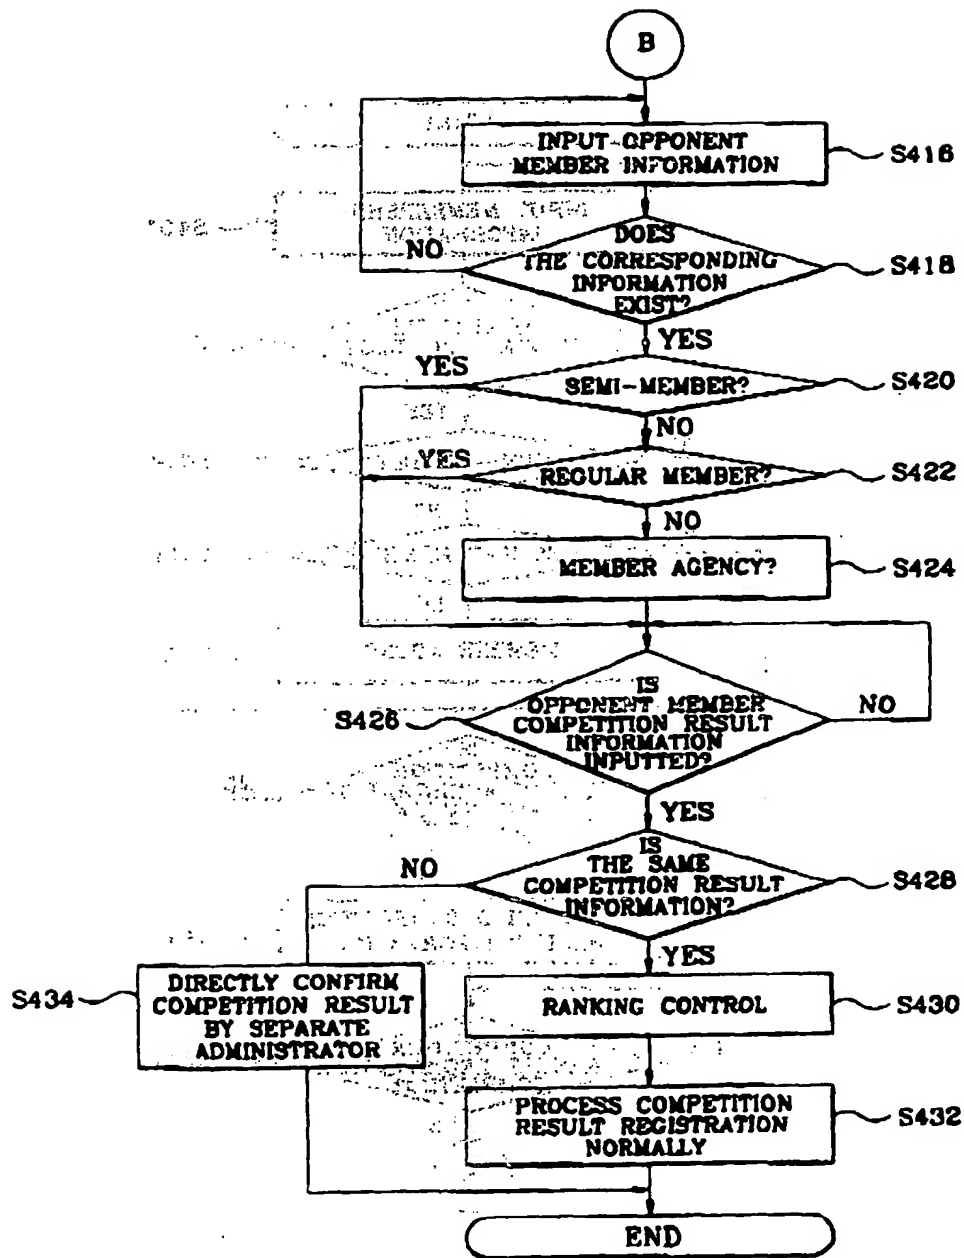 B
INPUT OPPONENT
MEMBER INFORMATION
S416
DOES
THE CORRESPONDING
INFORMATION
EXIST?
S418
NO
YES
SEMI-MEMBER?
S420
YES
NO
REGULAR MEMBER?
S422
YES
NO
MEMBER AGENCY?
S424
IS
OPPONENT MEMBER
COMPETITION RESULT
INFORMATION
INPUTTED?
S426
NO
YES
IS
THE SAME
COMPETITION RESULT
INFORMATION?
S428
NO
YES
DIRECTLY CONFIRM
COMPETITION RESULT
BY SEPARATE
ADMINISTRATOR
S434
RANKING CONTROL
S430
PROCESS COMPETITION
RESULT REGISTRATION
NORMALLY
S432
END